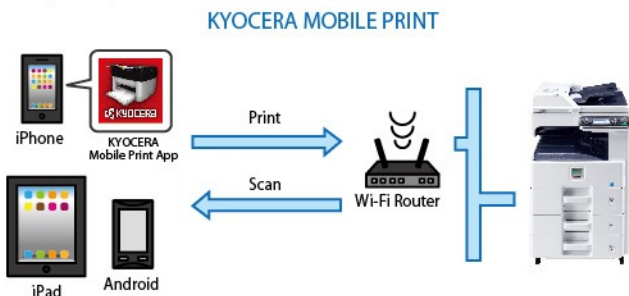 KYOCERA MOBILE PRINT
KYOCERA
iPhone
KYOCERA
Mobile Print App
Print
Scan
Wi-Fi Router
iPad
Android